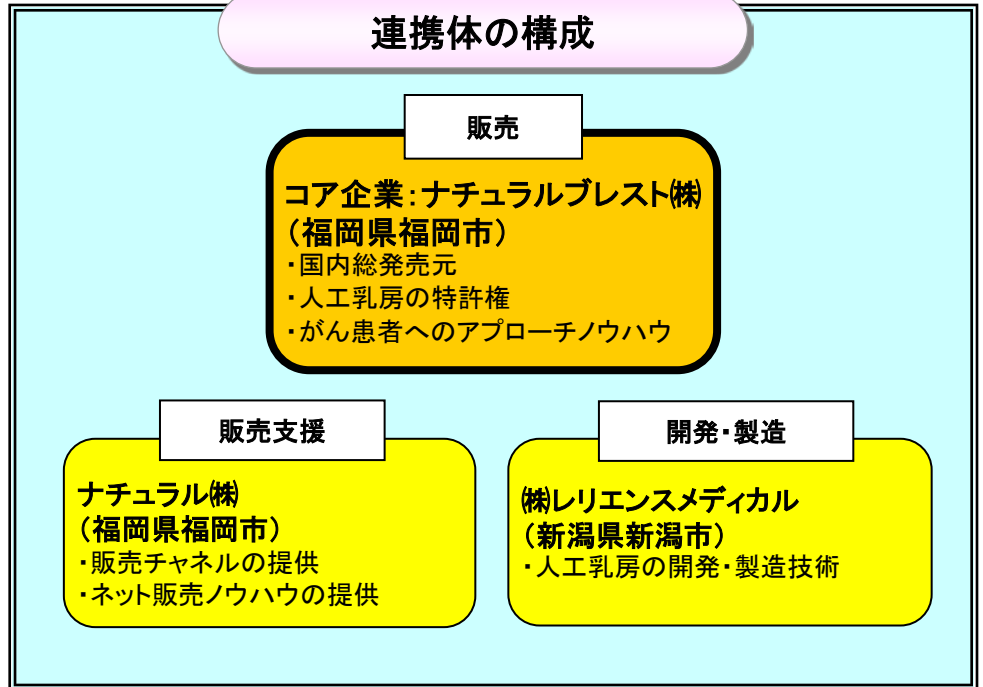 連携体の構成
販売
コア企業：ナチュラルブレスト㈱
（福岡県福岡市）
・国内総発売元
・人工乳房の特許権
・がん患者へのアプローチノウハウ
販売支援
ナチュラル㈱
（福岡県福岡市）
・販売チャネルの提供
・ネット販売ノウハウの提供
開発・製造
㈱レリエンスメディカル
（新潟県新潟市）
・人工乳房の開発・製造技術